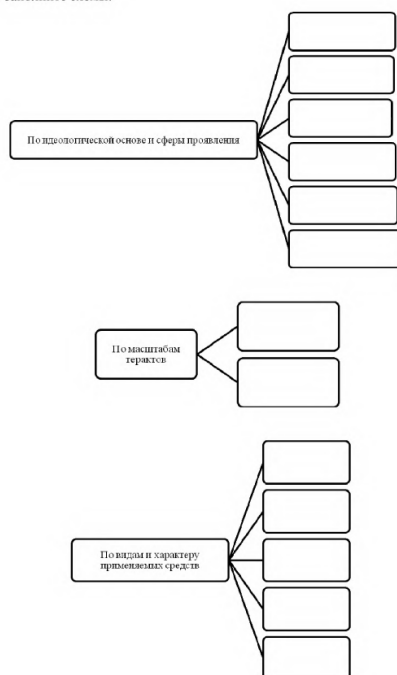 По идеологической основе и сферы проявления
По масштабам
терактов
По видам и характеру
применяемых средств